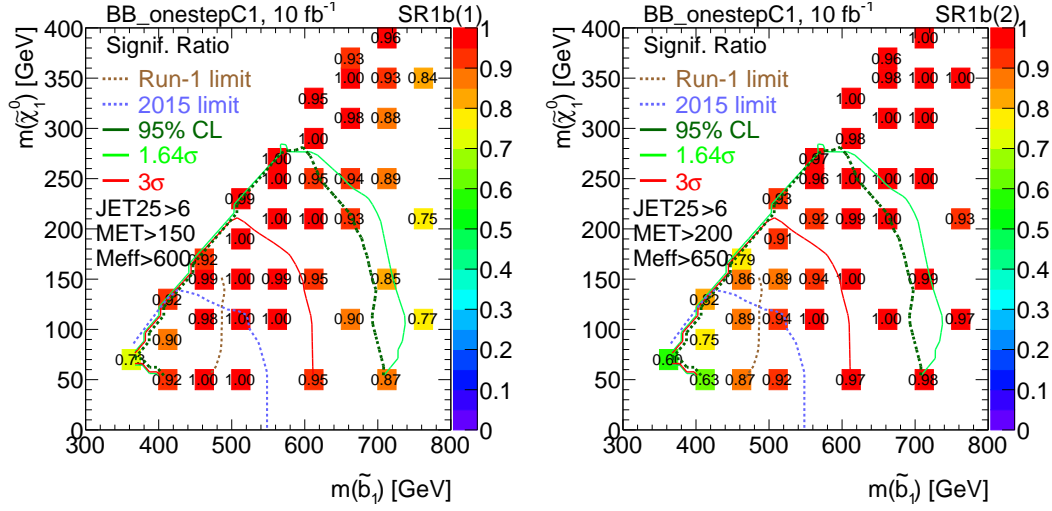 BB_onestepC1, 10 fb⁻¹ SR1b(1)
Signif. Ratio
Run-1 limit
2015 limit
95% CL
1.64σ
3σ
JET25>6
MET>150
Meff>600
0.96
0.93
1.00 0.93 0.84
0.95
0.98 0.88
1.00
1.00
1.00 0.95 0.94 0.89
0.99
1.00 1.00 0.93 0.75
1.00
0.92
0.99 1.00 0.99 0.95 0.85
0.92
0.98 1.00 0.90 0.77
0.90
0.73
0.92 1.00 1.00 0.95 0.87
m(χ̃₁⁰) [GeV]
400
350
300
250
200
150
100
50
0
300 400 500 600 700 800
m(b̃₁) [GeV]
1
0.9
0.8
0.7
0.6
0.5
0.4
0.3
0.2
0.1
0
BB_onestepC1, 10 fb⁻¹ SR1b(2)
Signif. Ratio
Run-1 limit
2015 limit
95% CL
1.64σ
3σ
JET25>6
MET>200
Meff>650
1.00
0.96
1.00 1.00 1.00
1.00
1.00 1.00
0.98
0.96 1.00 1.00 1.00
0.93
0.92 0.99 1.00 0.93
0.91
0.79
0.86 0.89 0.94 1.00 0.99
0.82
0.89 0.94 1.00 1.00 0.97
0.75
0.63 0.87 0.92 0.97 0.98
m(χ̃₁⁰) [GeV]
400
350
300
250
200
150
100
50
0
300 400 500 600 700 800
m(b̃₁) [GeV]
1
0.9
0.8
0.7
0.6
0.5
0.4
0.3
0.2
0.1
0